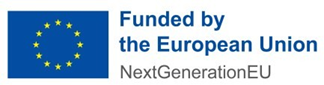 Funded by
the European Union
NextGenerationEU